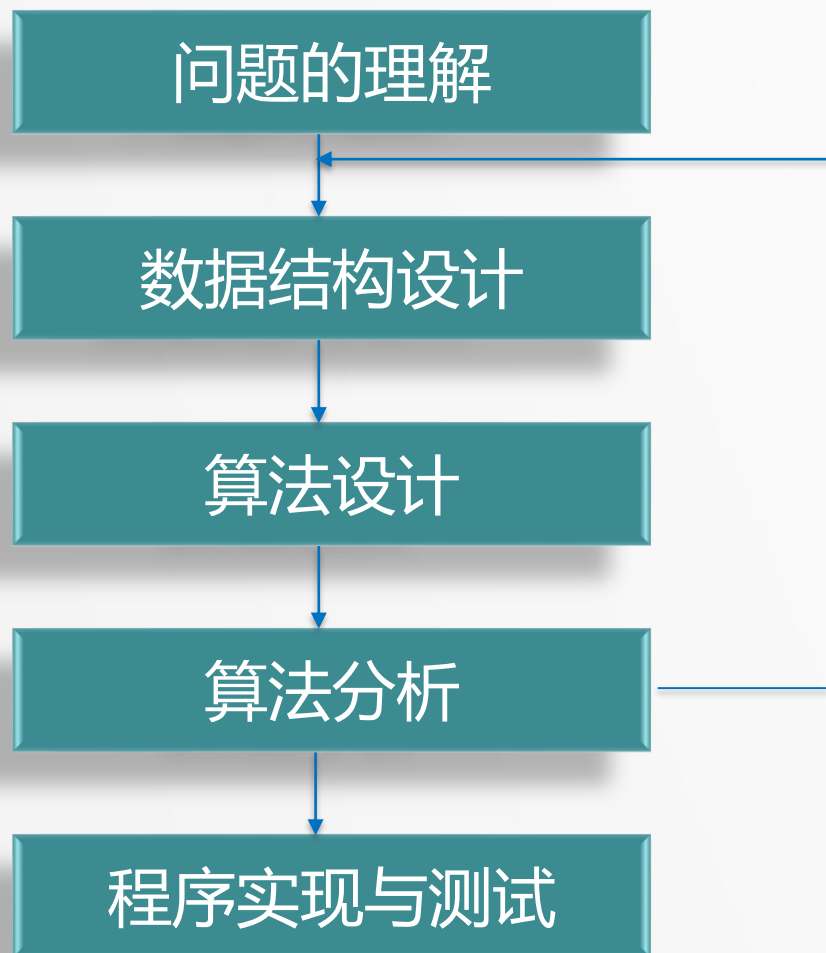 问题的理解
数据结构设计
算法设计
算法分析
程序实现与测试